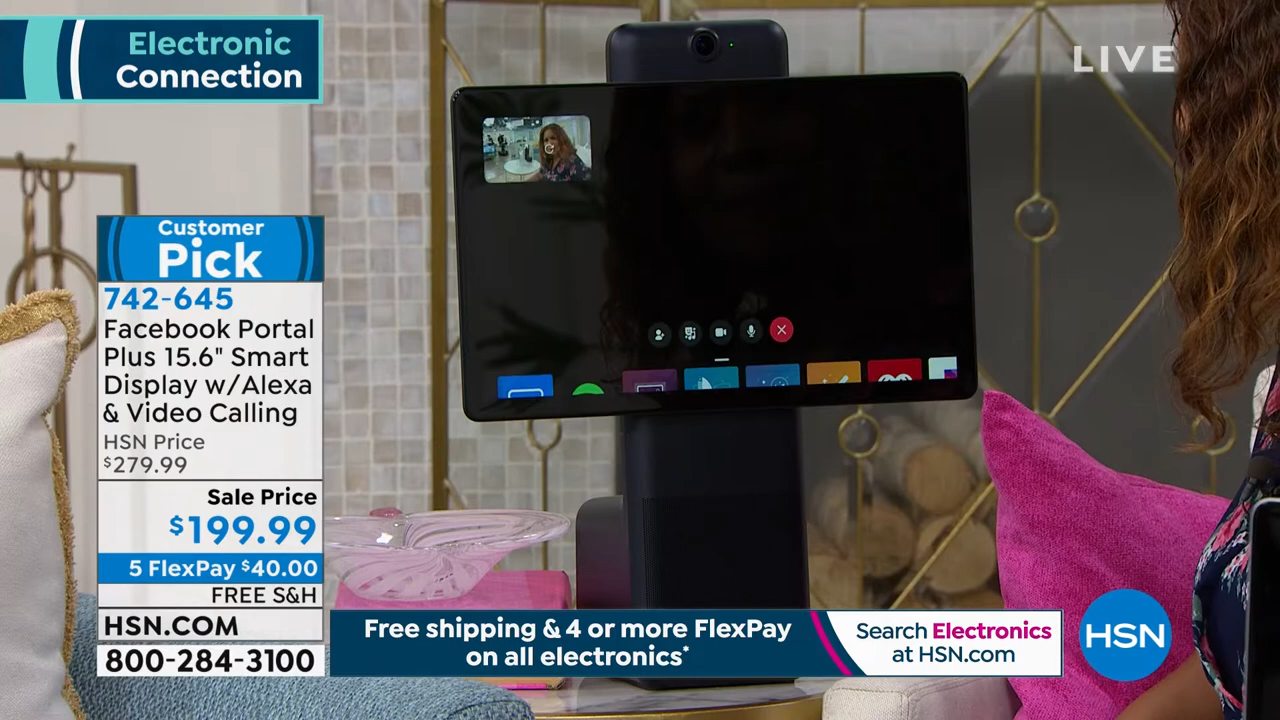 Electronic
Connection
LIVE
Customer
Pick
742-645
Facebook Portal
Plus 15.6" Smart
Display w/Alexa
& Video Calling
HSN Price
$279.99
Sale Price
$199.99
5 FlexPay $40.00
FREE S&H
HSN.COM
800-284-3100
Free shipping & 4 or more FlexPay
on all electronics*
Search Electronics
at HSN.com
HSN